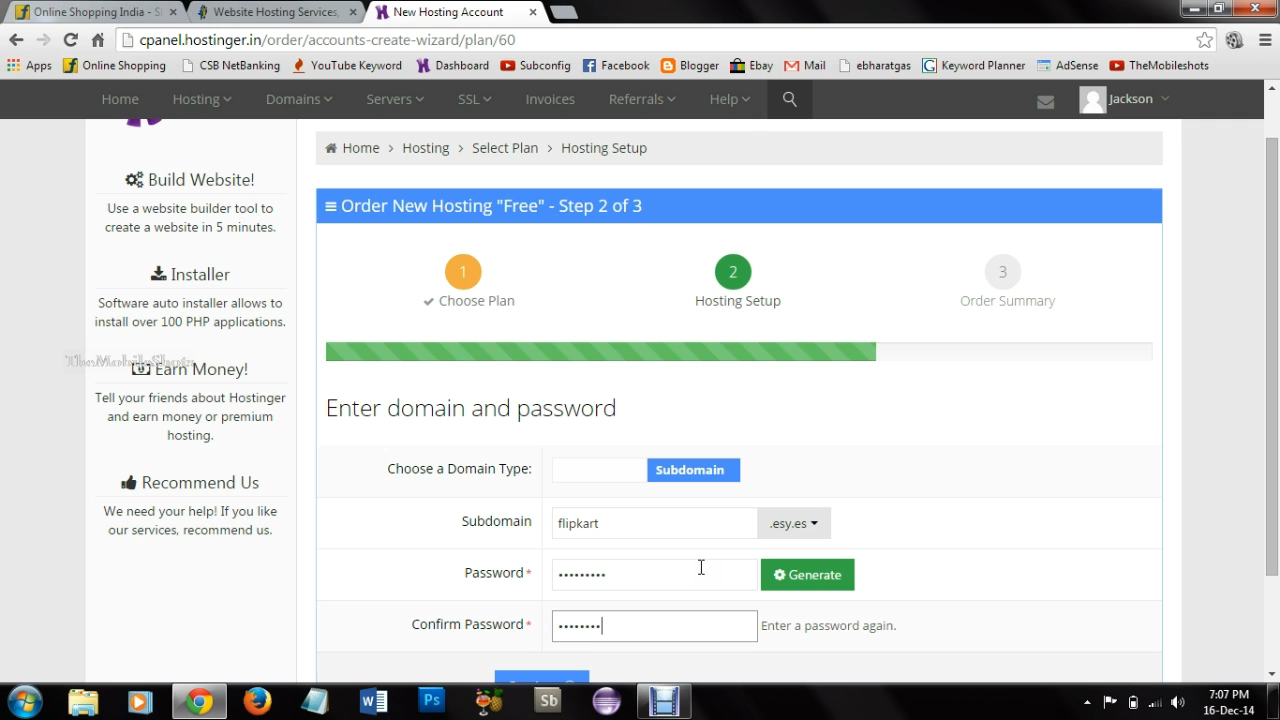 Online Shopping India -
Website Hosting Services,
New Hosting Account
cpanel.hostinger.in/order/accounts-create-wizard/plan/60
Apps Online Shopping CSB NetBanking YouTube Keyword Dashboard Subconfig Facebook Blogger Ebay Mail ebharatgas Keyword Planner AdSense TheMobileshots
Home Hosting Domains Servers SSL Invoices Referrals Help Jackson
Home > Hosting > Select Plan > Hosting Setup
Build Website!
Use a website builder tool to
create a website in 5 minutes.
Installer
Software auto installer allows to
install over 100 PHP applications.
Earn Money!
Tell your friends about Hostinger
and earn money or premium
hosting.
Recommend Us
We need your help! If you like
our services, recommend us.
Order New Hosting "Free" - Step 2 of 3
1 2 3
Choose Plan Hosting Setup Order Summary
Enter domain and password
Choose a Domain Type: Subdomain
Subdomain flipkart .esy.es
Password * ••••••••• Generate
Confirm Password * •••••••• Enter a password again.
Ps
Sb
7:07 PM
16-Dec-14